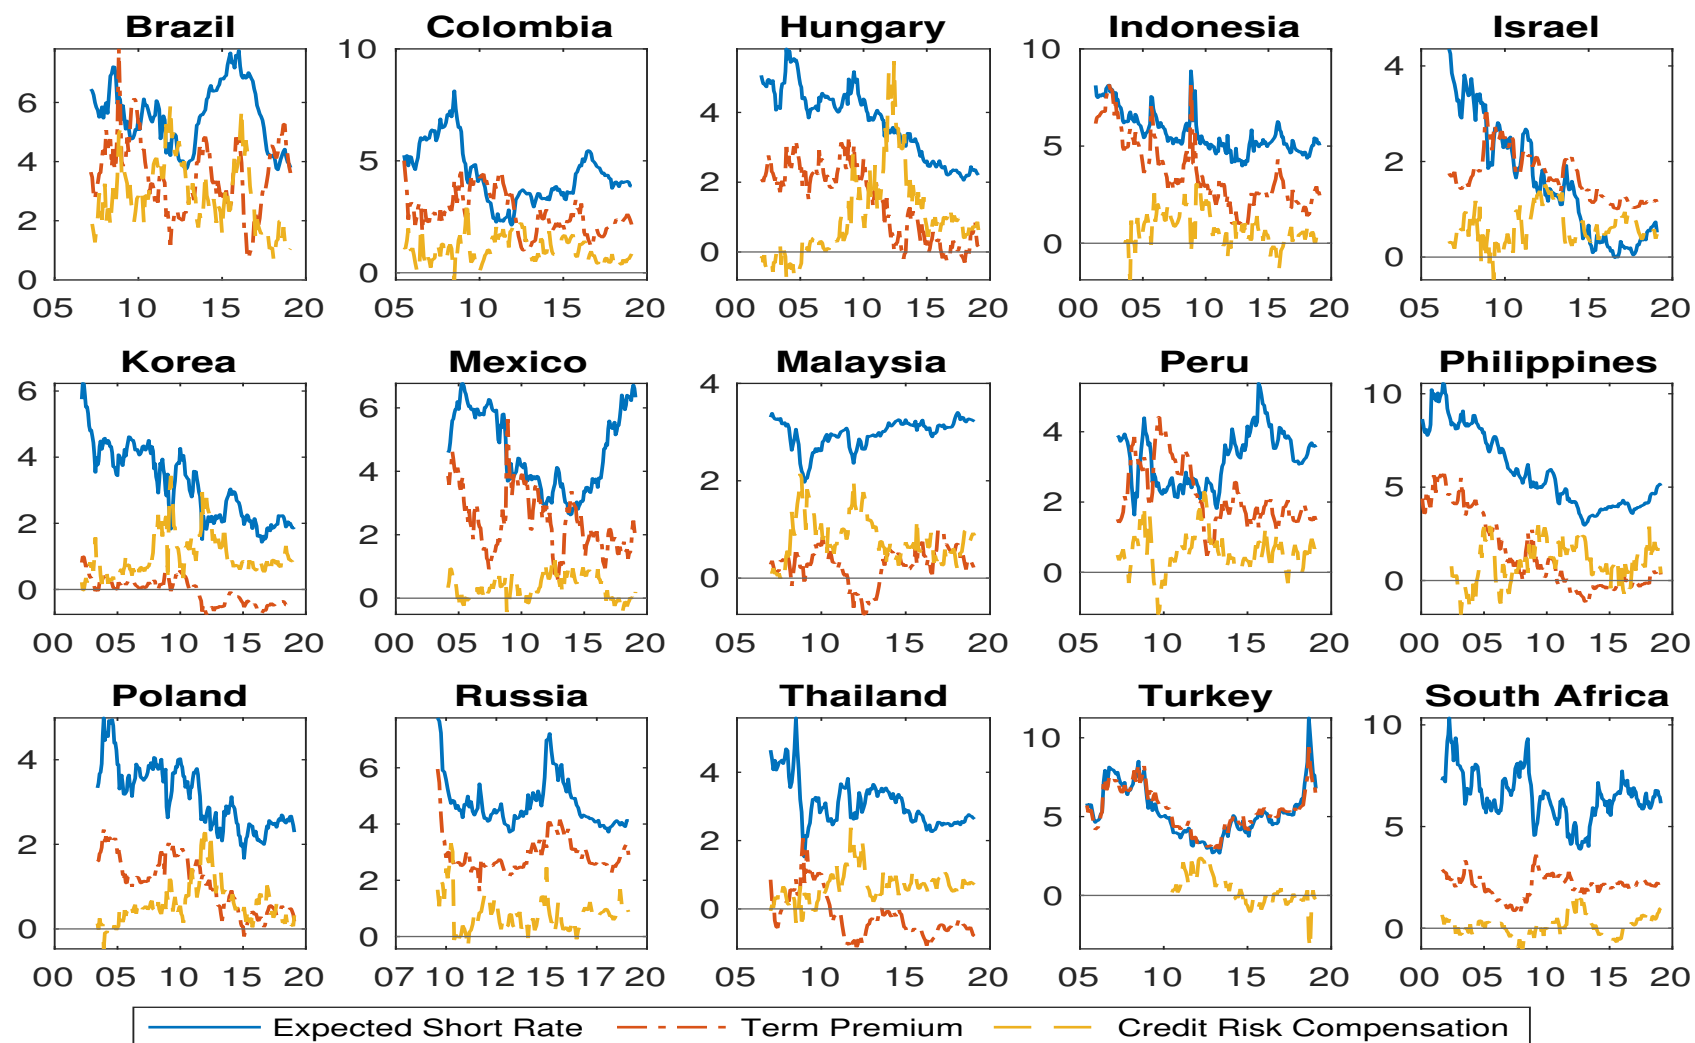 Brazil Colombia Hungary Indonesia Israel
0 2 4 6
05 10 15 20
0 5 10
05 10 15 20
0 2 4
00 05 10 15 20
0 5 10
00 05 10 15 20
0 2 4
05 10 15 20
Korea Mexico Malaysia Peru Philippines
0 2 4 6
00 05 10 15 20
0 2 4 6
00 05 10 15 20
0 2 4
05 10 15 20
0 2 4
05 10 15 20
0 5 10
00 05 10 15 20
Poland Russia Thailand Turkey South Africa
0 2 4
00 05 10 15 20
0 2 4 6
07 10 12 15 17 20
0 2 4
05 10 15 20
0 5 10
05 10 15 20
0 5 10
00 05 10 15 20
Expected Short Rate Term Premium Credit Risk Compensation